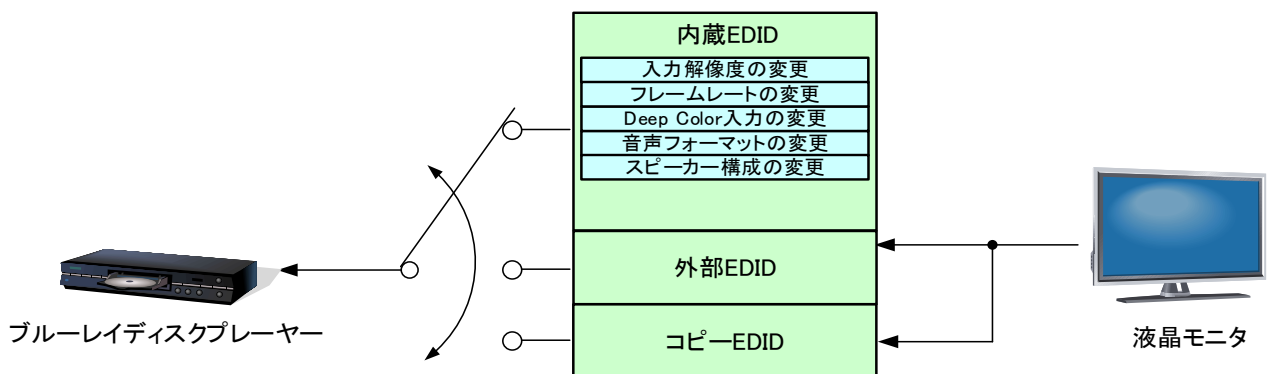 内蔵EDID
入力解像度の変更
フレームレートの変更
Deep Color入力の変更
音声フォーマットの変更
スピーカー構成の変更
外部EDID
コピーEDID
ブルーレイディスクプレーヤー
液晶モニタ